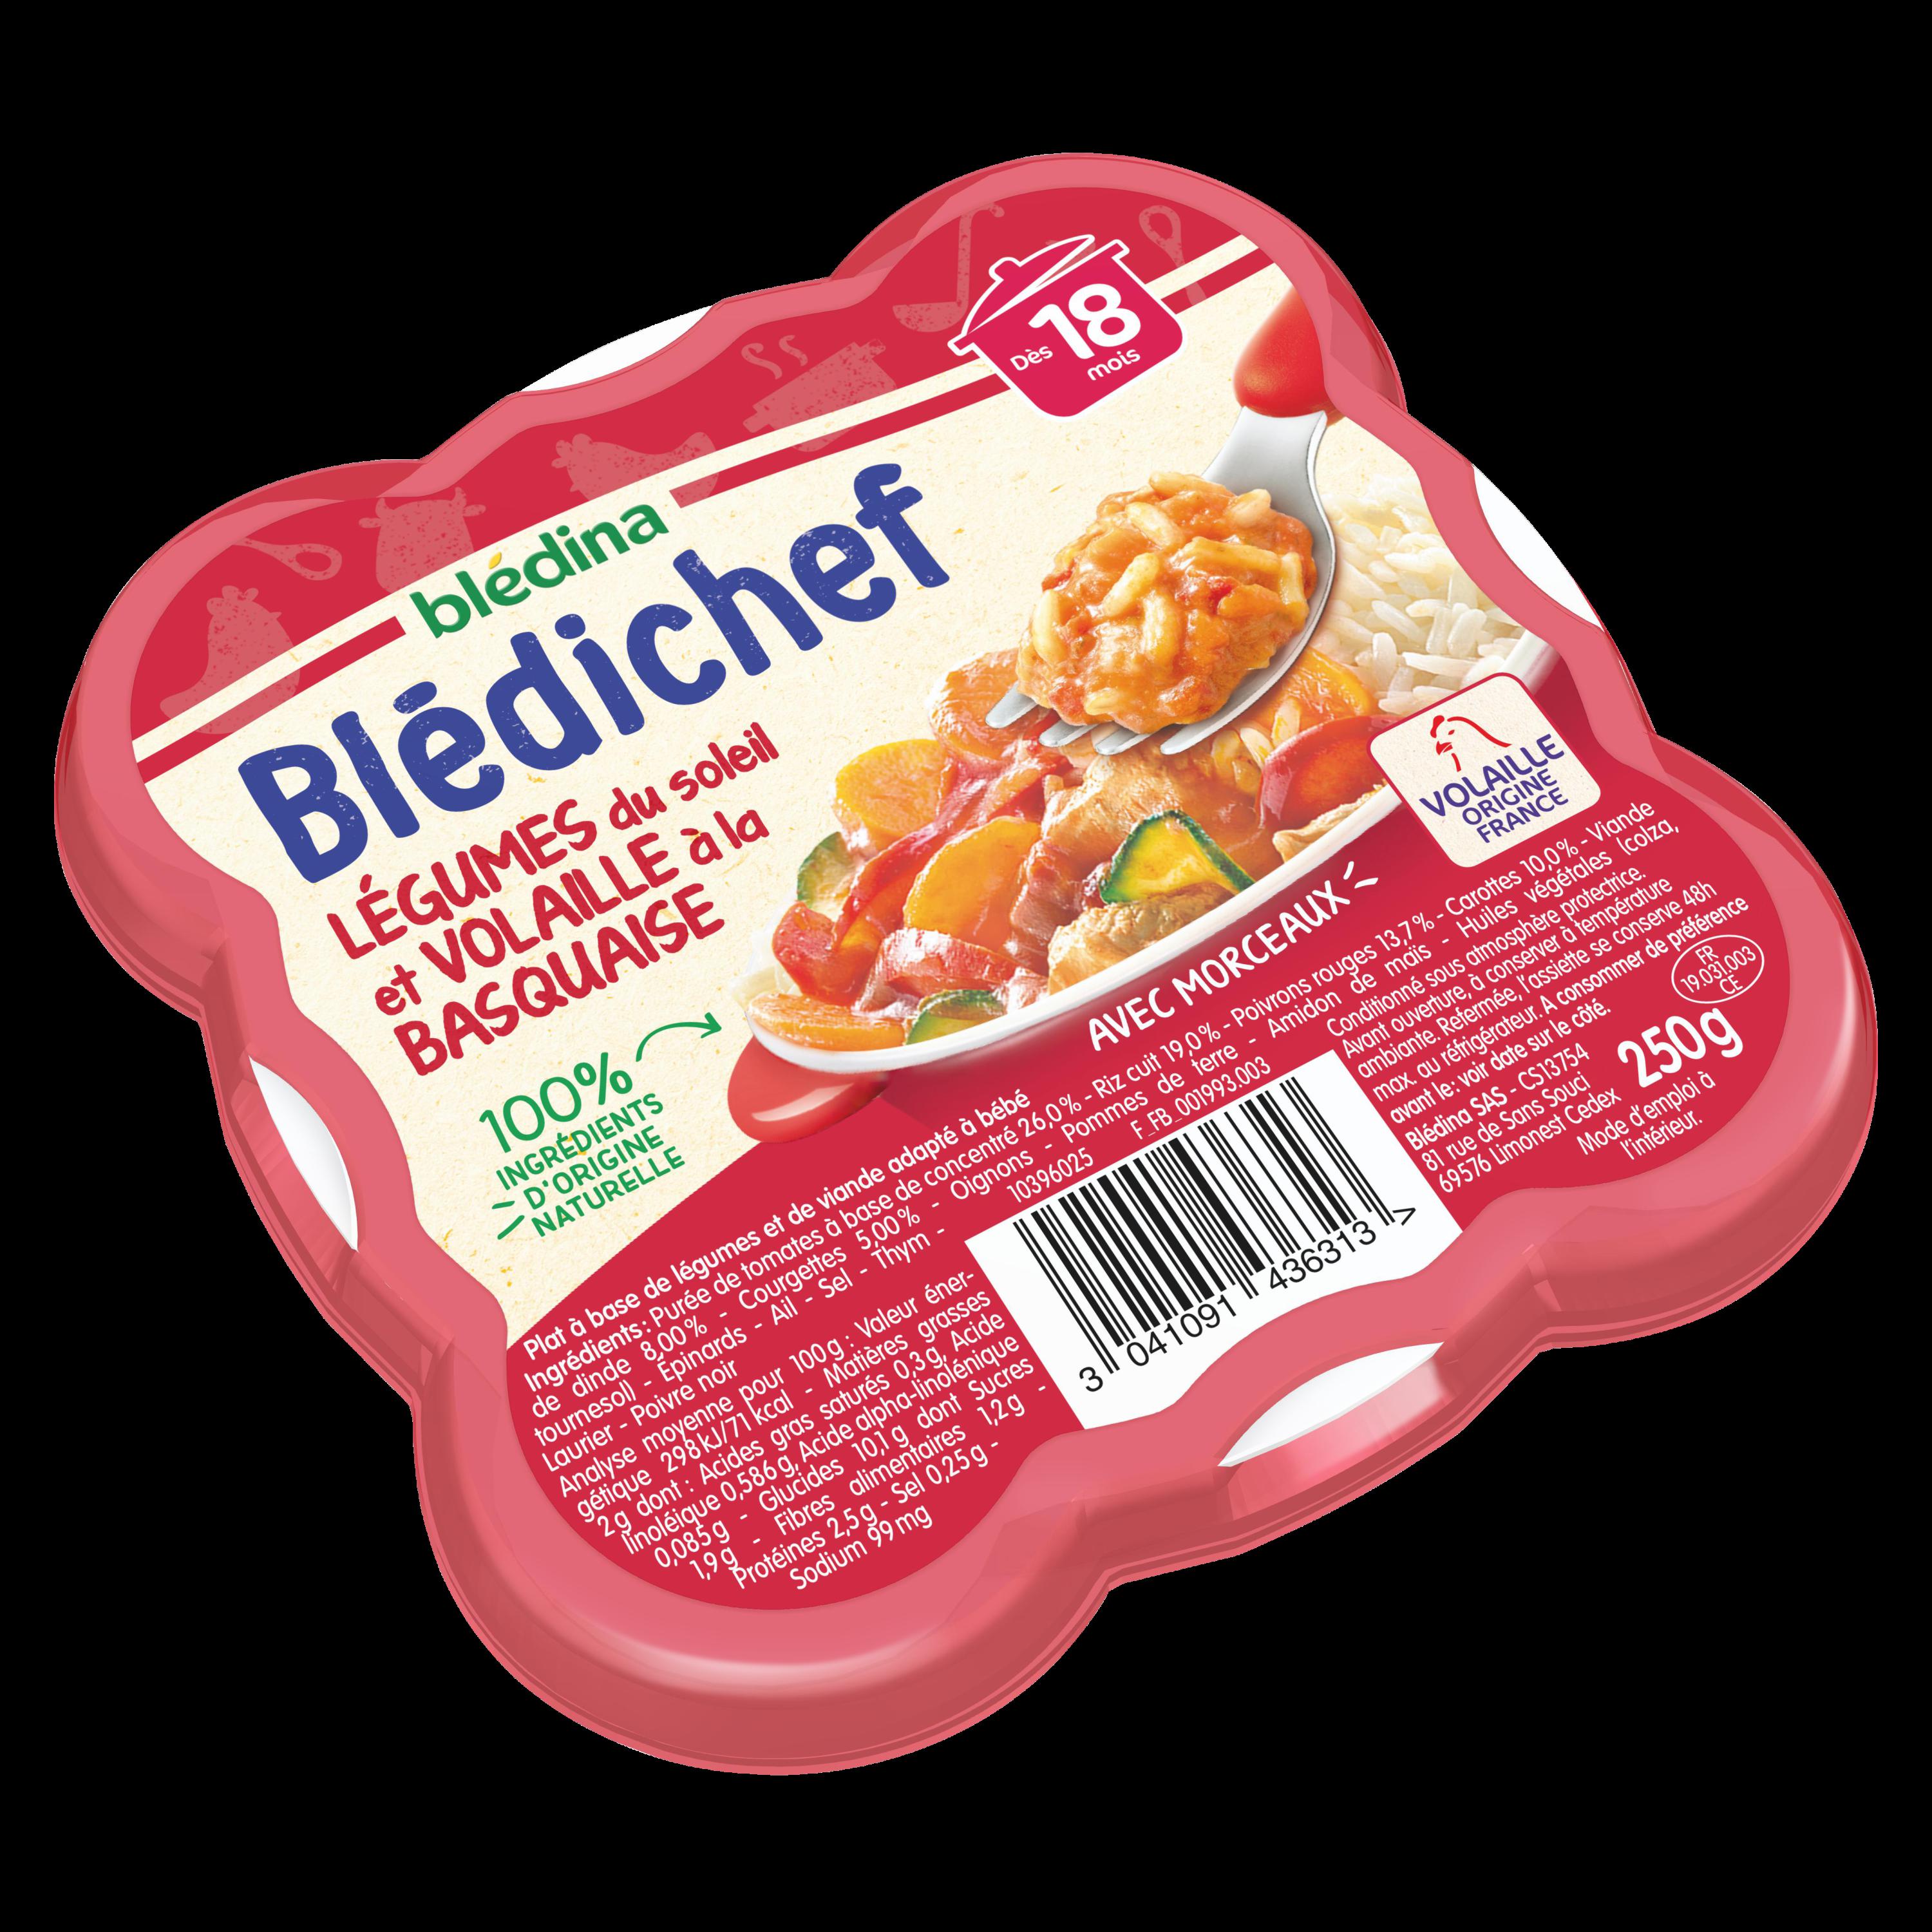 Dès
18
mois
blédina
Blédichef
LÉGUMES du soleil
et VOLAILLE à la
BASQUAISE
100%
INGRÉDIENTS
D'ORIGINE
NATURELLE
VOLAILLE
ORIGINE
FRANCE
AVEC MORCEAUX
Plat à base de légumes et de viande adapté à bébé
Ingrédients : Purée de tomates à base de concentré 26,0% - Riz cuit 19,0% - Poivrons rouges 13,7% - Carottes 10,0% - Viande
de dinde 8,00% - Courgettes 5,00% - Oignons - Pommes de terre - Amidon de maïs - Huiles végétales (colza,
tournesol) - Épinards - Ail - Sel - Thym -
Laurier - Poivre noir
10396025
F_FB_001993.003
Analyse moyenne pour 100g : Valeur éner-
gétique 298kJ/71kcal - Matières grasses
2g dont : Acides gras saturés 0,3g, Acide
linoléique 0,586g, Acide alpha-linolénique
0,085g - Glucides 10,1g dont Sucres
1,9g - Fibres alimentaires 1,2g -
Protéines 2,5g - Sel 0,25g -
Sodium 99mg
3 041091 436313 >
Conditionné sous atmosphère protectrice.
Avant ouverture, à conserver à température
ambiante. Refermée, l'assiette se conserve 48h
max. au réfrigérateur. A consommer de préférence
avant le : voir date sur le côté.
Blédina SAS - CS13754
81 rue de Sans Souci
69576 Limonest Cedex
FR
19.031.003
CE
250g
Mode d'emploi à
l'intérieur.